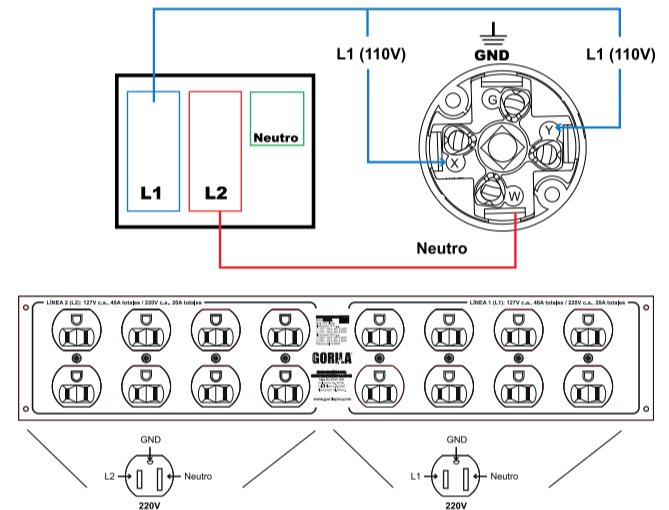 L1 (110V)
GND
L1 (110V)
G
Y
X
W
Neutro
L1
L2
Neutro
LÍNEA 2 (L2): 127V c.a., 40A totales / 220V c.a., 20A totales
LÍNEA 1 (L1): 127V c.a., 40A totales / 220V c.a., 20A totales
GORILA
GND
L2
Neutro
220V
GND
L1
Neutro
220V